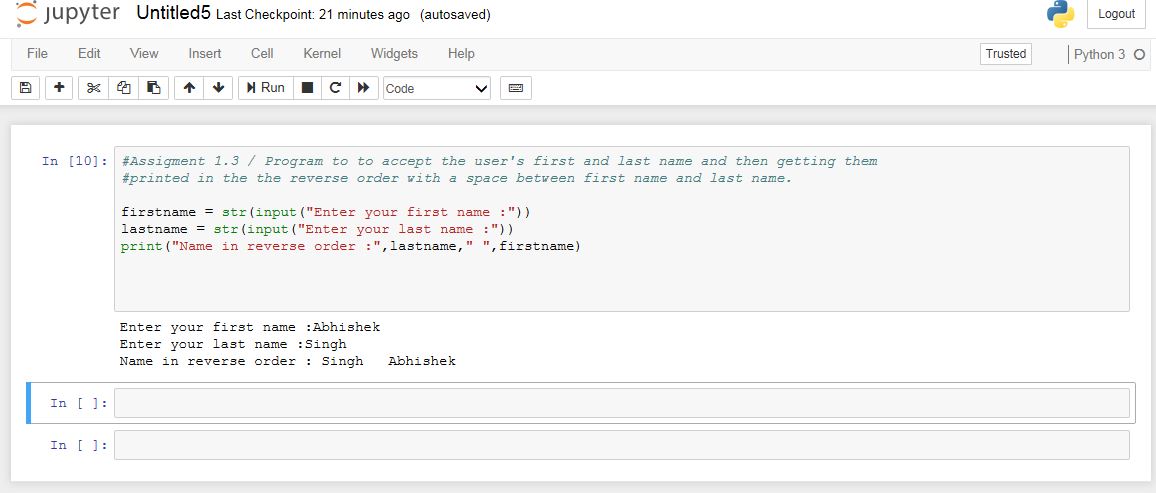 jupyter Untitled5 Last Checkpoint: 21 minutes ago (autosaved) Logout
File Edit View Insert Cell Kernel Widgets Help Trusted Python 3
Run Code
In [10]: #Assigment 1.3 / Program to to accept the user's first and last name and then getting them
#printed in the the reverse order with a space between first name and last name.
firstname = str(input("Enter your first name :"))
lastname = str(input("Enter your last name :"))
print("Name in reverse order :",lastname," ",firstname)
Enter your first name :Abhishek
Enter your last name :Singh
Name in reverse order : Singh   Abhishek
In [ ]:
In [ ]: